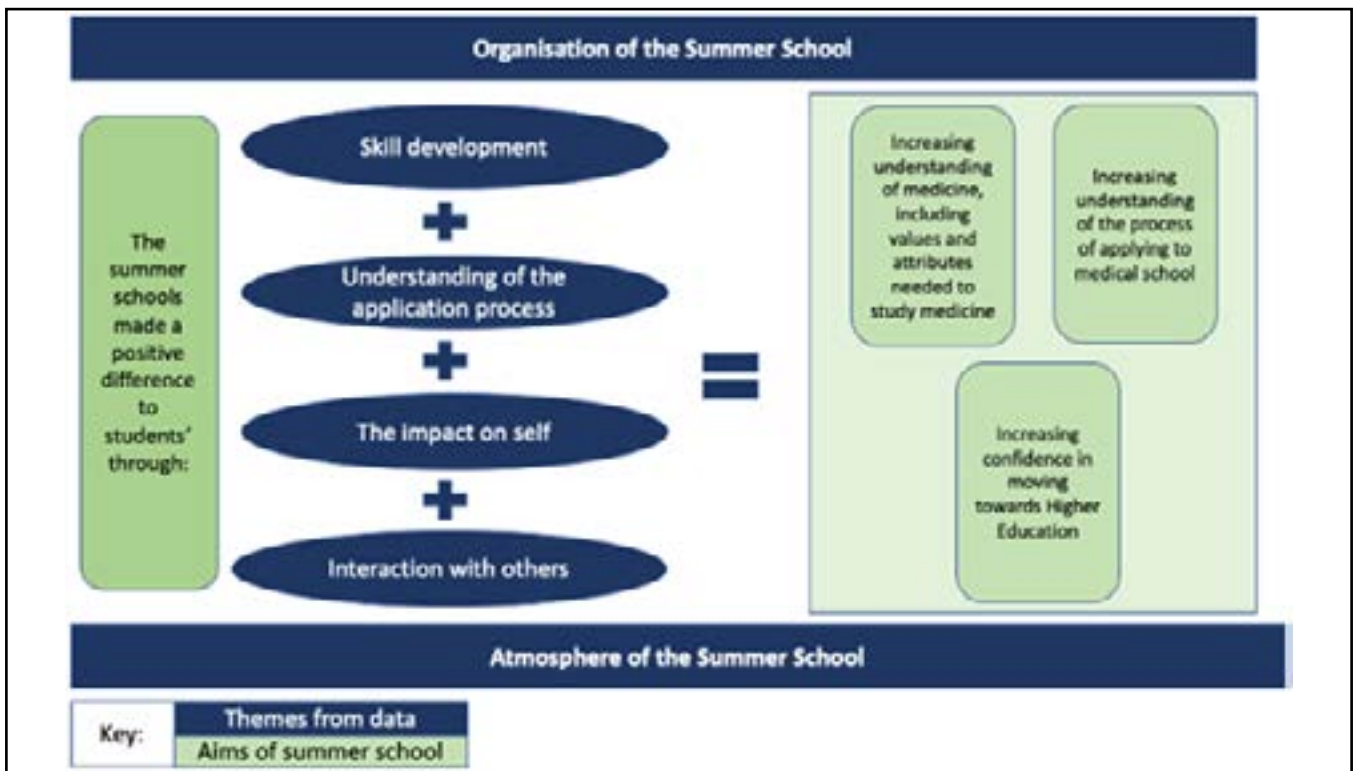 Organisation of the Summer School
The
summer
schools
made a
positive
difference
to
students'
through:
Skill development
Understanding of the
application process
The impact on self
Interaction with others
Increasing
understanding
of medicine,
including
values and
attributes
needed to
study medicine
Increasing
understanding
of the process
of applying to
medical school
Increasing
confidence in
moving
towards Higher
Education
Atmosphere of the Summer School
Key:
Themes from data
Aims of summer school